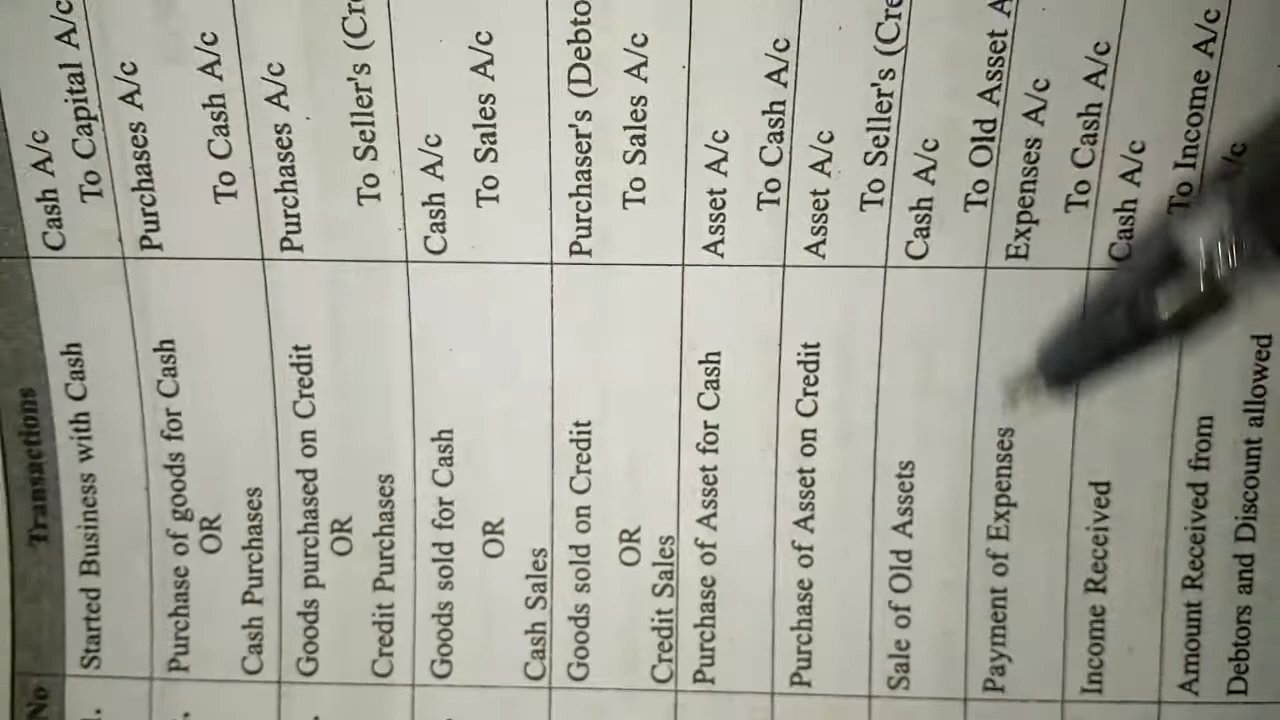 No Transactions
1. Started Business with Cash Cash A/c
To Capital A/c
Purchase of goods for Cash Purchases A/c
OR
Cash Purchases To Cash A/c
Goods purchased on Credit Purchases A/c
OR
Credit Purchases To Seller's (Cre
Goods sold for Cash Cash A/c
OR To Sales A/c
Cash Sales
Goods sold on Credit Purchaser's (Debto
OR To Sales A/c
Credit Sales
Purchase of Asset for Cash Asset A/c
To Cash A/c
Purchase of Asset on Credit Asset A/c
To Seller's (Cre
Sale of Old Assets Cash A/c
To Old Asset A
Payment of Expenses Expenses A/c
To Cash A/c
Income Received Cash A/c
To Income A/c
Amount Received from
Debtors and Discount allowed